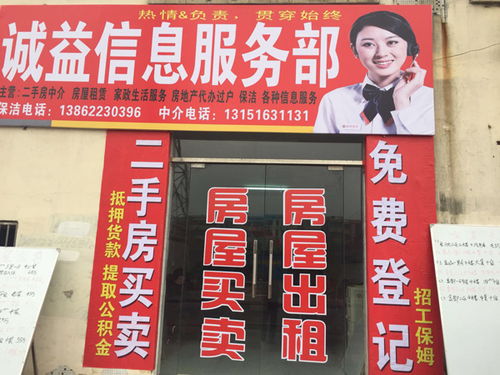 热情&负责，贯穿始终
诚益信息服务部
主营:二手房中介 房屋租赁 家政生活服务 房地产代办过户 保洁 各种信息服务
保洁电话：13862230396 中介电话：13151631131
二手房买卖
抵押货款 提取公积金
房屋买卖
房屋出租
免费登记
招工保姆